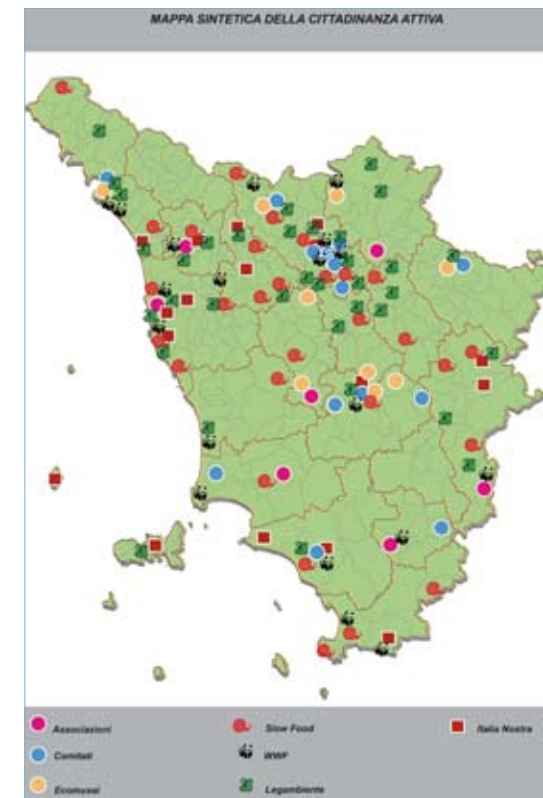 MAPPA SINTETICA DELLA CITTADINANZA ATTIVA
Associazioni
Slow Food
Italia Nostra
Comitati
WWF
Ecomusei
Legambiente